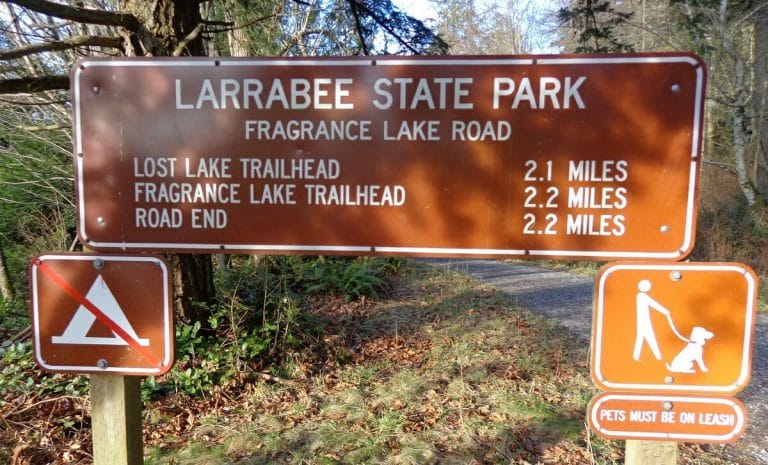 LARRABEE STATE PARK
FRAGRANCE LAKE ROAD
LOST LAKE TRAILHEAD 2.1 MILES
FRAGRANCE LAKE TRAILHEAD 2.2 MILES
ROAD END 2.2 MILES
PETS MUST BE ON LEASH